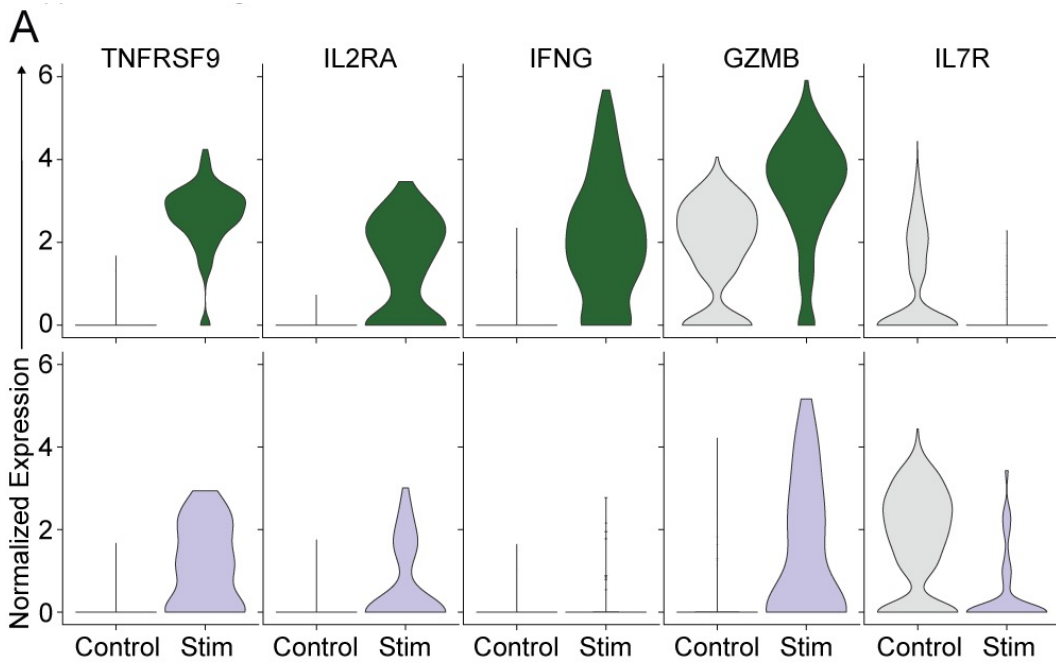 A
TNFRSF9 IL2RA IFNG GZMB IL7R
6
4
2
0
6
4
2
0
Normalized Expression
Control Stim Control Stim Control Stim Control Stim Control Stim